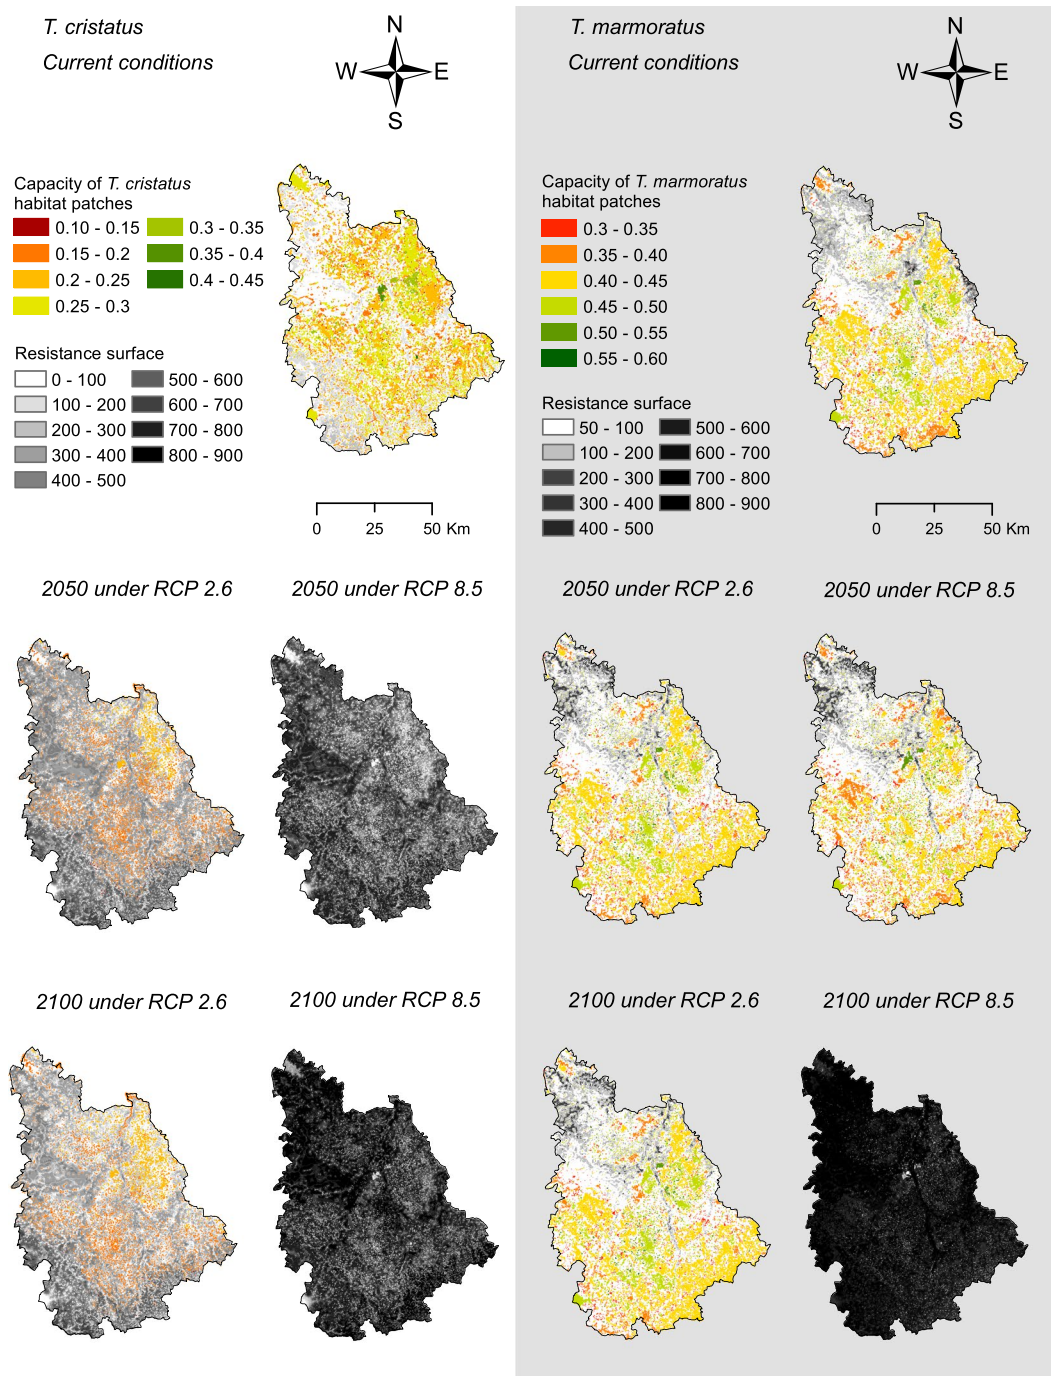 T. cristatus
Current conditions
N
W
E
S
Capacity of T. cristatus
habitat patches
0.10 - 0.15
0.15 - 0.2
0.2 - 0.25
0.25 - 0.3
0.3 - 0.35
0.35 - 0.4
0.4 - 0.45
Resistance surface
0 - 100
100 - 200
200 - 300
300 - 400
400 - 500
500 - 600
600 - 700
700 - 800
800 - 900
0 25 50 Km
2050 under RCP 2.6
2050 under RCP 8.5
2100 under RCP 2.6
2100 under RCP 8.5
T. marmoratus
Current conditions
N
W
E
S
Capacity of T. marmoratus
habitat patches
0.3 - 0.35
0.35 - 0.40
0.40 - 0.45
0.45 - 0.50
0.50 - 0.55
0.55 - 0.60
Resistance surface
50 - 100
100 - 200
200 - 300
300 - 400
400 - 500
500 - 600
600 - 700
700 - 800
800 - 900
0 25 50 Km
2050 under RCP 2.6
2050 under RCP 8.5
2100 under RCP 2.6
2100 under RCP 8.5